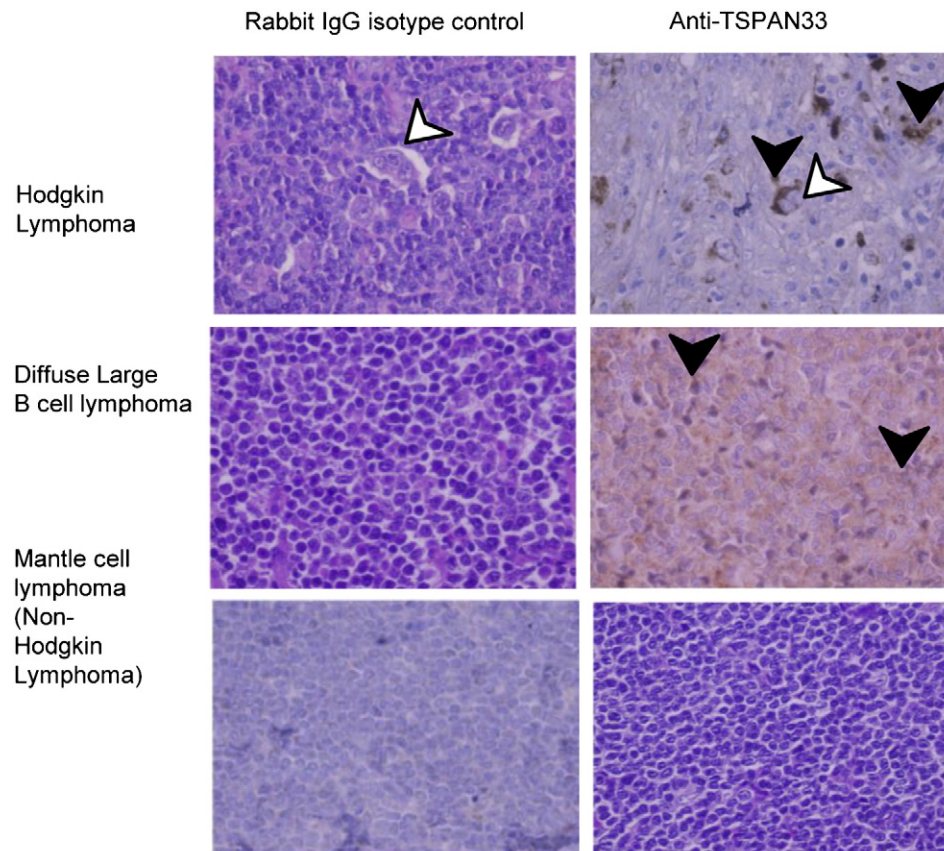 Rabbit IgG isotype control
Anti-TSPAN33
Hodgkin
Lymphoma
Diffuse Large
B cell lymphoma
Mantle cell
lymphoma
(Non-
Hodgkin
Lymphoma)